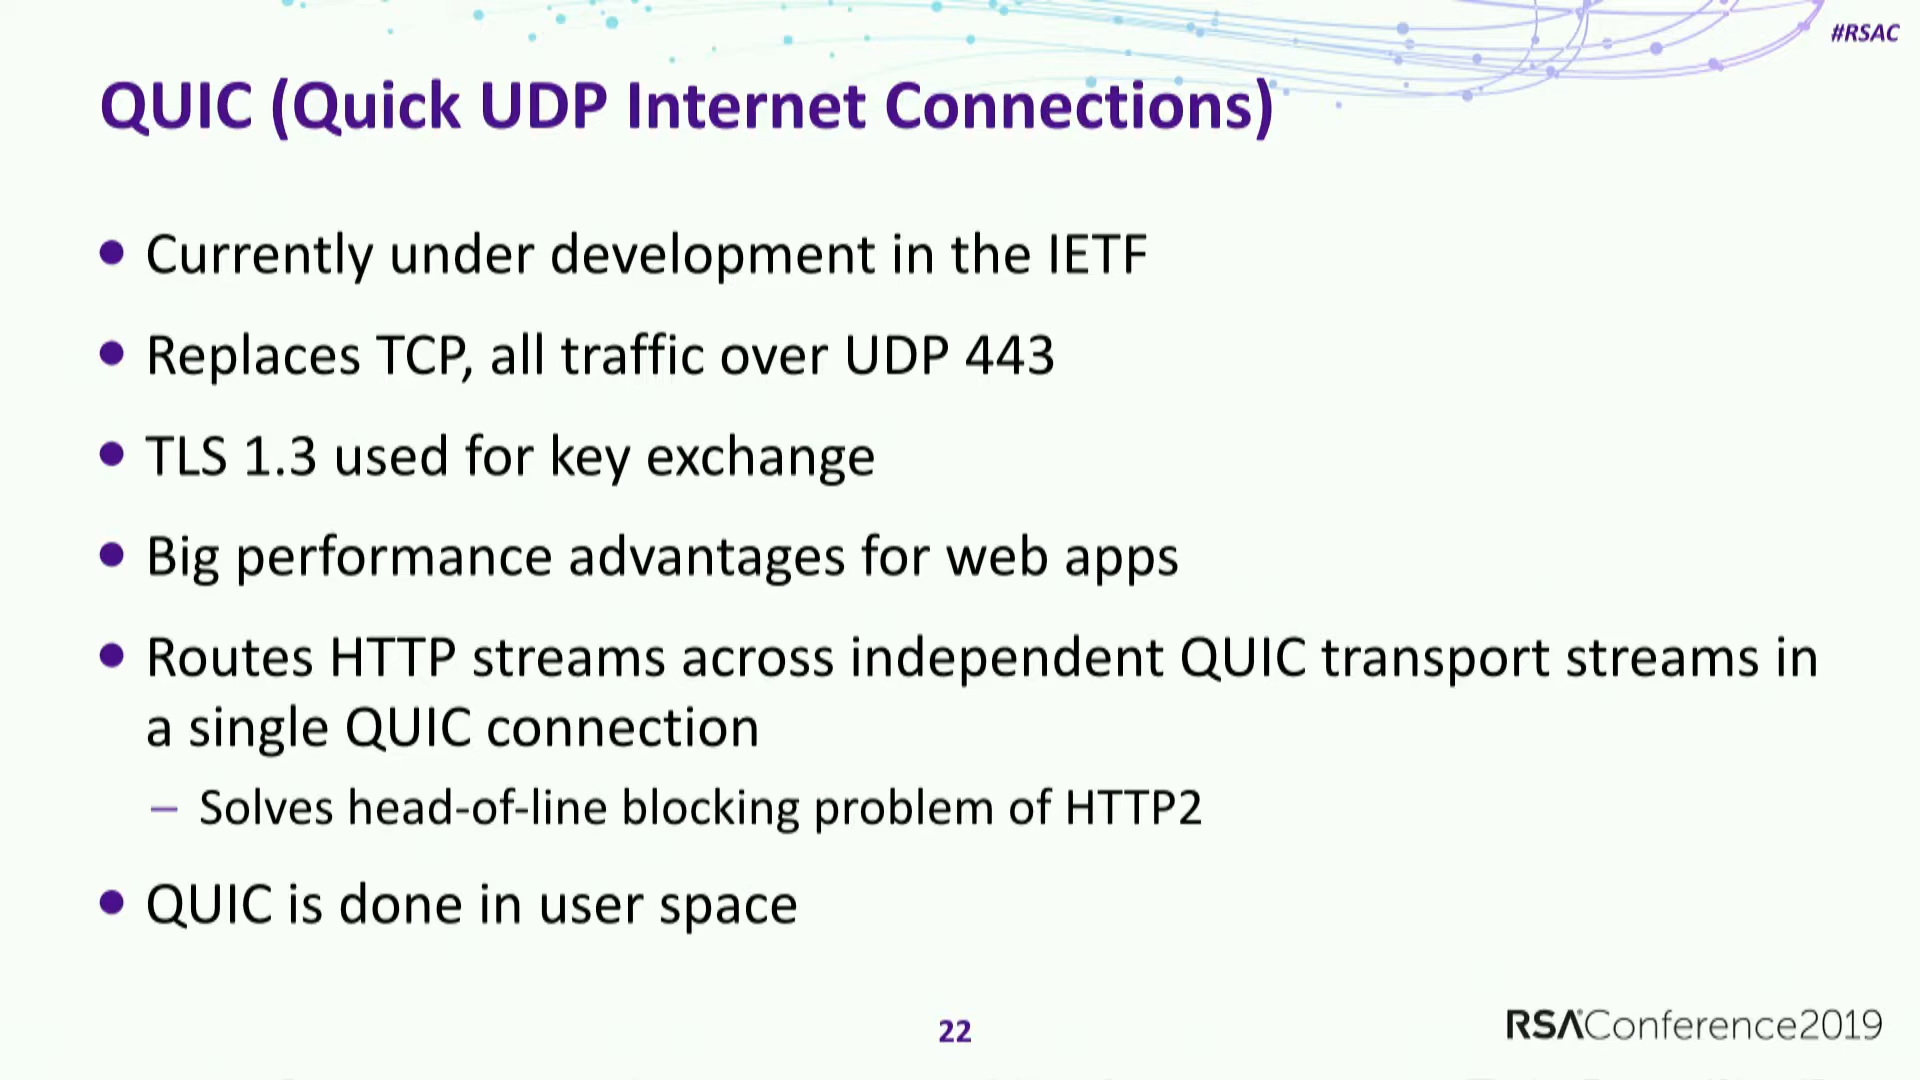 #RSAC
QUIC (Quick UDP Internet Connections)
• Currently under development in the IETF
• Replaces TCP, all traffic over UDP 443
• TLS 1.3 used for key exchange
• Big performance advantages for web apps
• Routes HTTP streams across independent QUIC transport streams in
a single QUIC connection
– Solves head-of-line blocking problem of HTTP2
• QUIC is done in user space
22
RSAConference2019